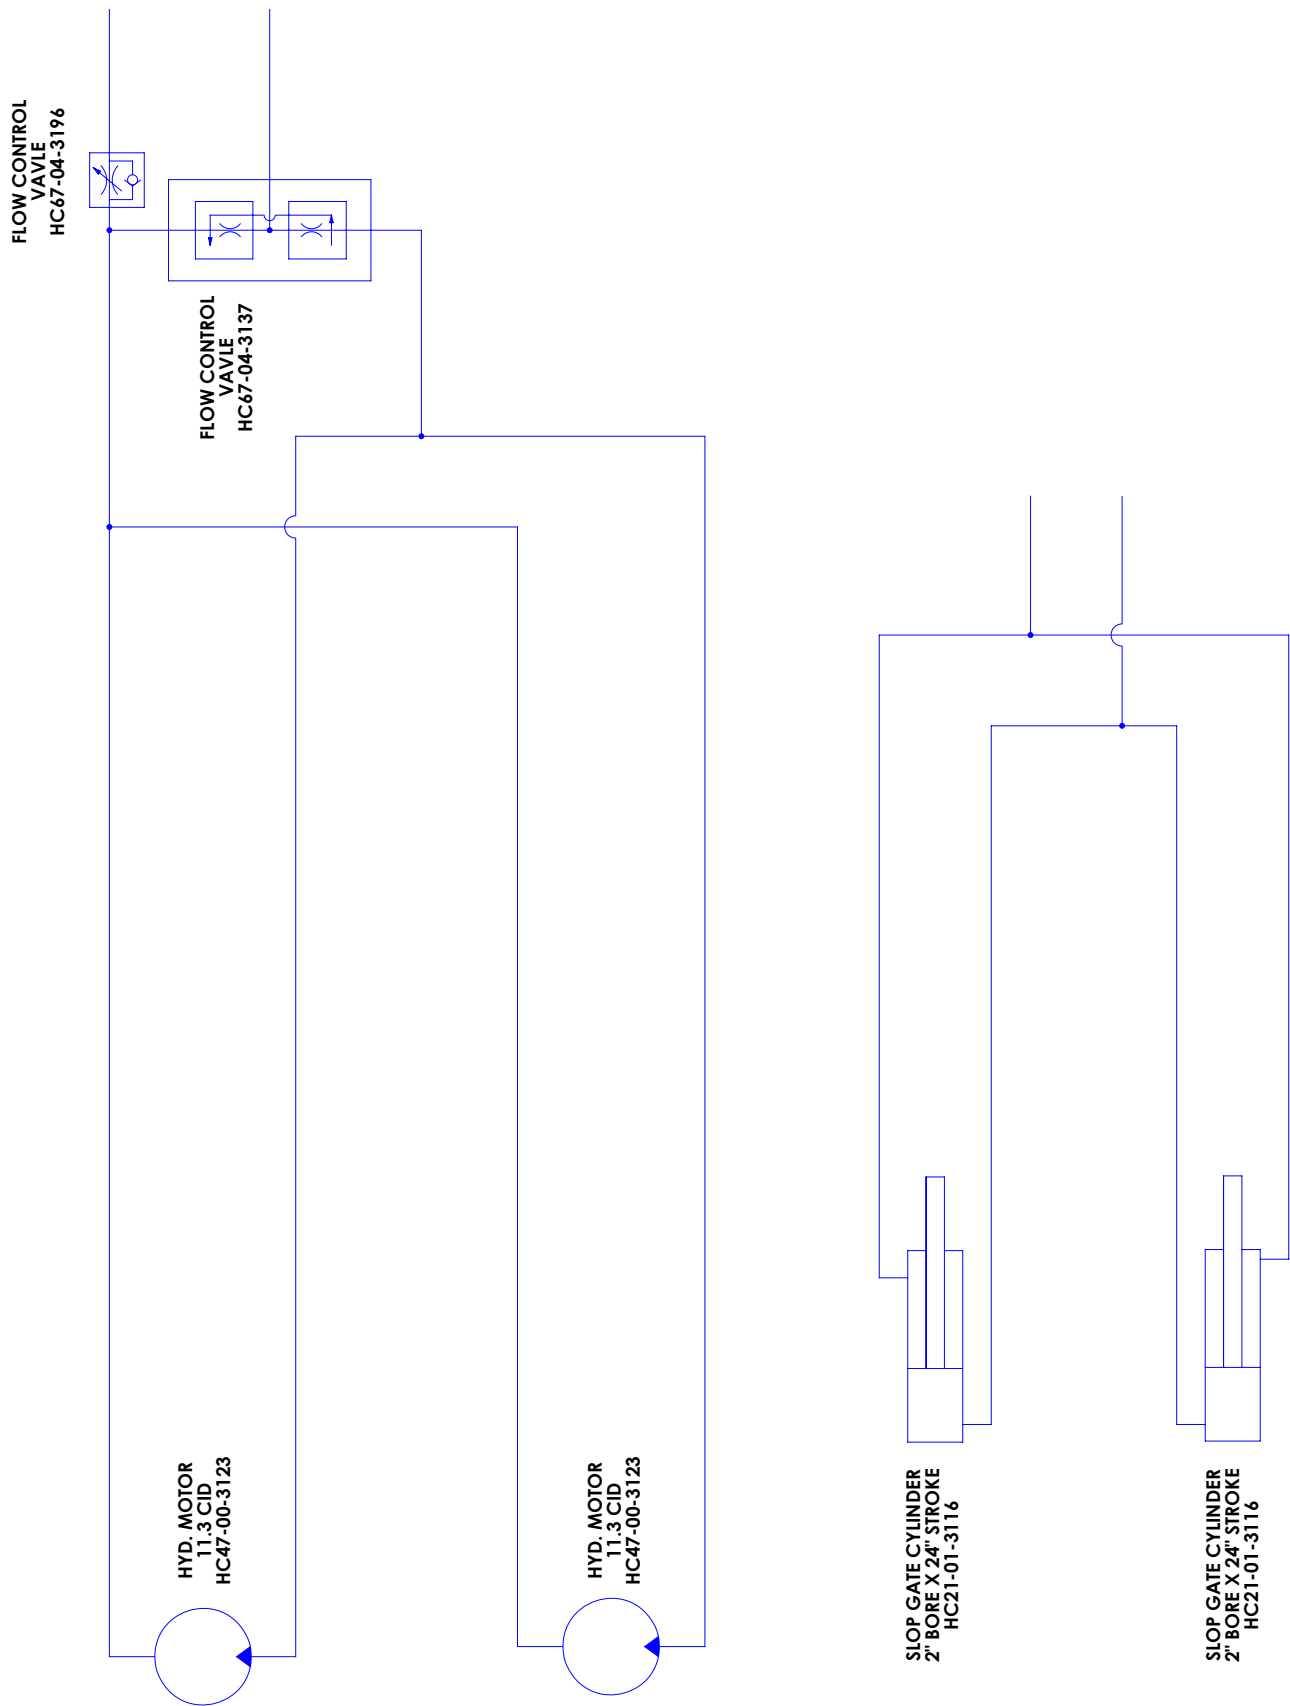 FLOW CONTROL
VAVLE
HC67-04-3196
FLOW CONTROL
VAVLE
HC67-04-3137
HYD. MOTOR
11.3 CID
HC47-00-3123
HYD. MOTOR
11.3 CID
HC47-00-3123
SLOP GATE CYLINDER
2" BORE X 24" STROKE
HC21-01-3116
SLOP GATE CYLINDER
2" BORE X 24" STROKE
HC21-01-3116